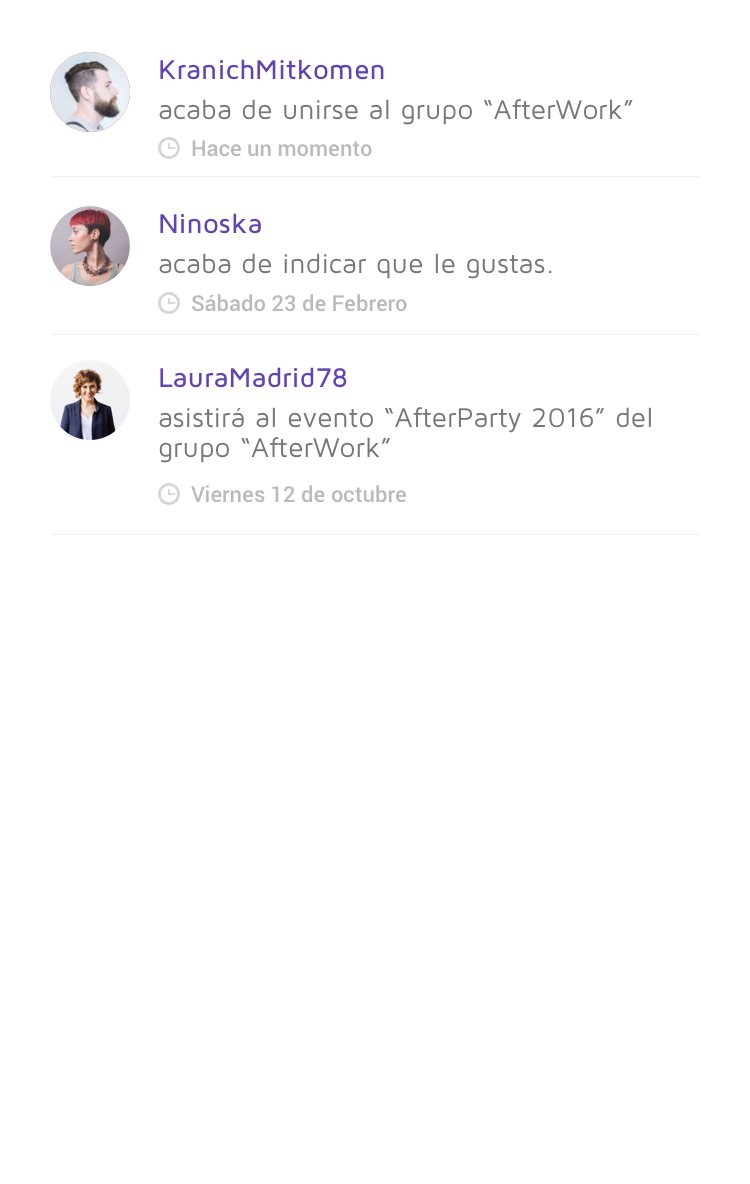 KranichMitkomen
acaba de unirse al grupo “AfterWork”
Hace un momento
Ninoska
acaba de indicar que le gustas.
Sábado 23 de Febrero
LauraMadrid78
asistirá al evento “AfterParty 2016” del
grupo “AfterWork”
Viernes 12 de octubre